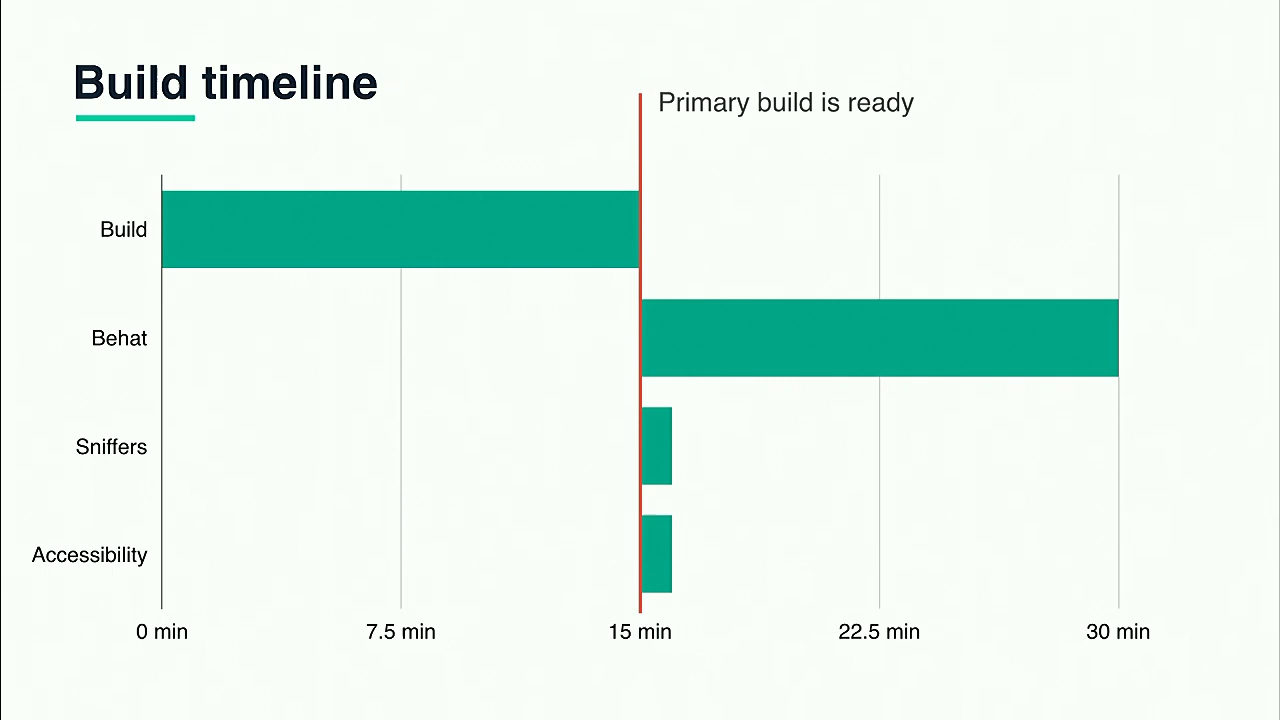 Build timeline
Primary build is ready
Build
Behat
Sniffers
Accessibility
0 min
7.5 min
15 min
22.5 min
30 min